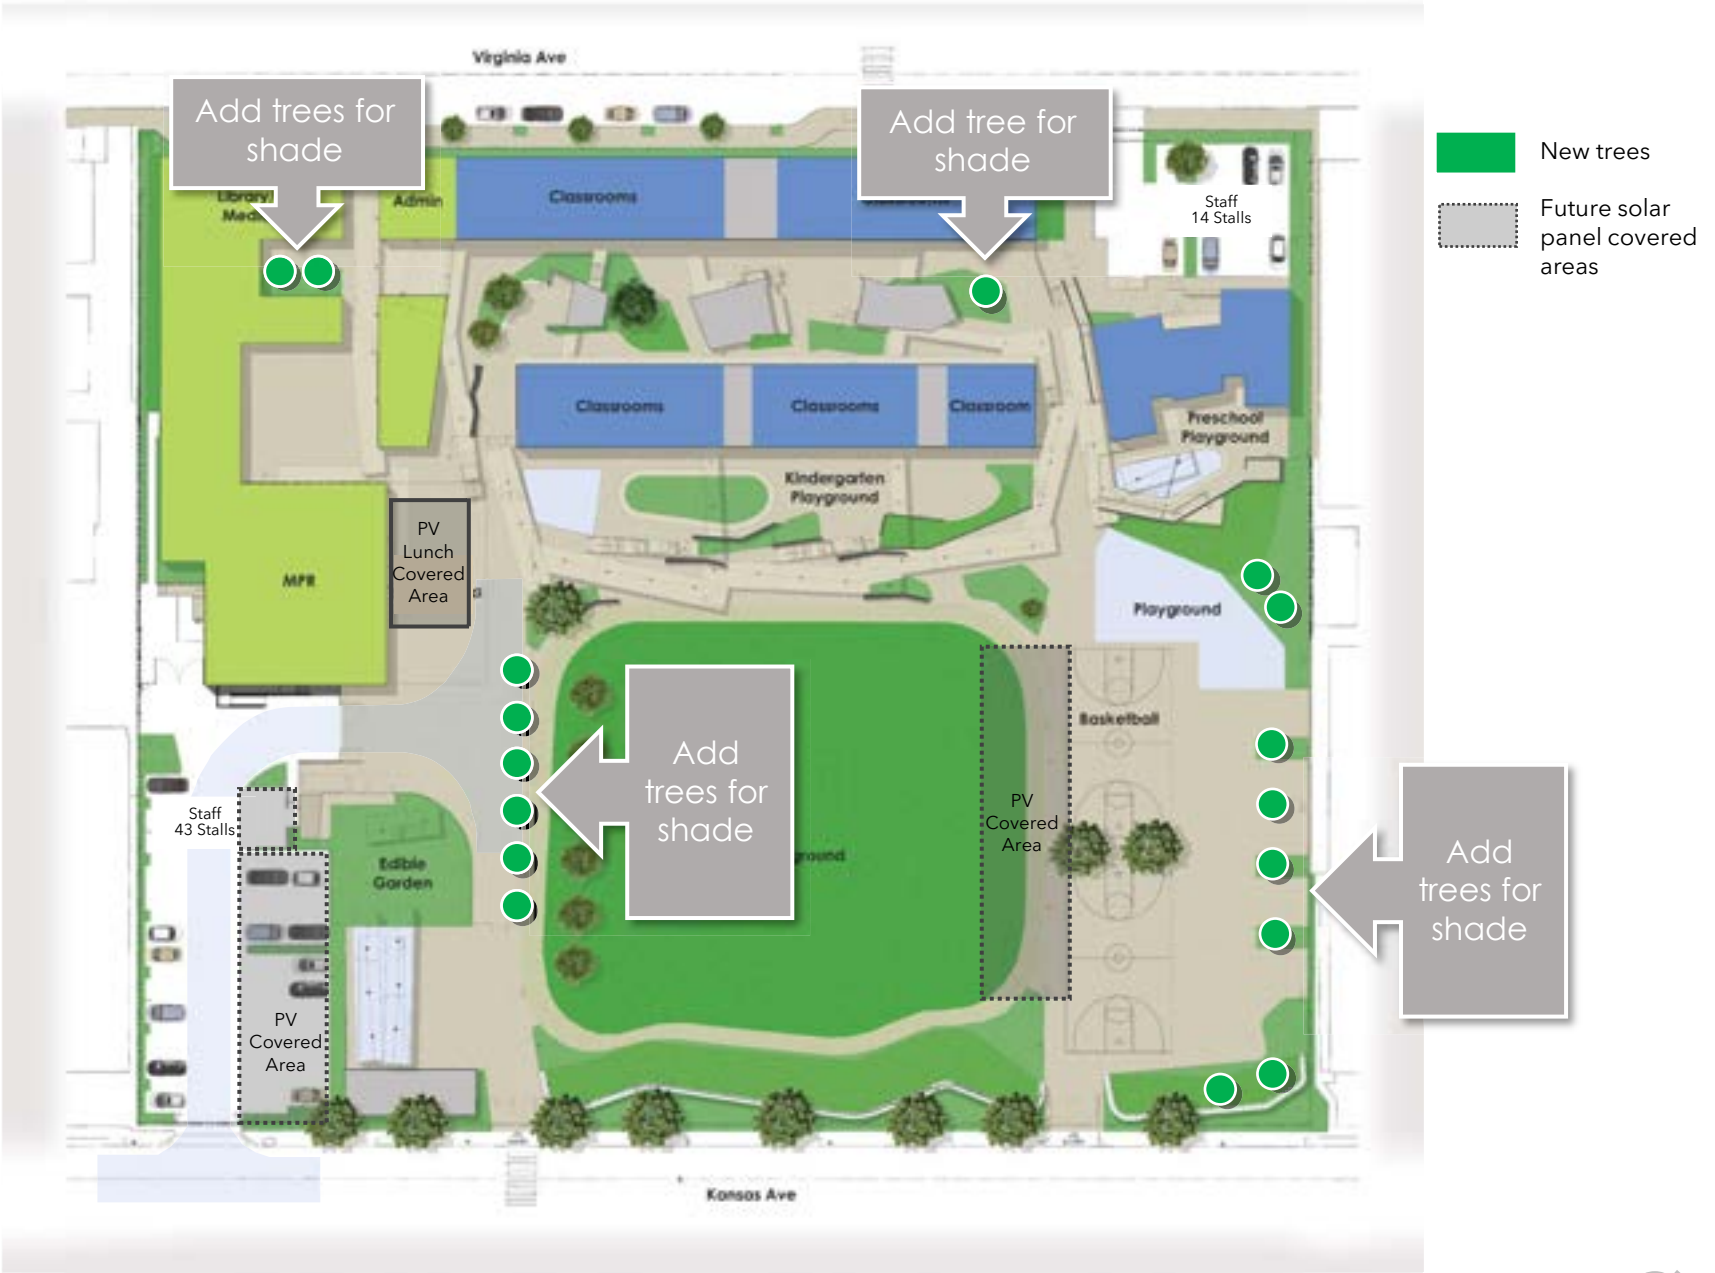 Virginia Ave
Add trees for
shade
Add tree for
shade
New trees
Future solar
panel covered
areas
Library
Admin
Classrooms
Staff
14 Stalls
Classrooms
Classrooms
Classroom
Preschool
Playground
Kindergarten
Playground
PV
Lunch
Covered
Area
MPR
Playground
Basketball
Add
trees for
shade
PV
Covered
Area
Add
trees for
shade
Staff
43 Stalls
Edible
Garden
PV
Covered
Area
Kansas Ave